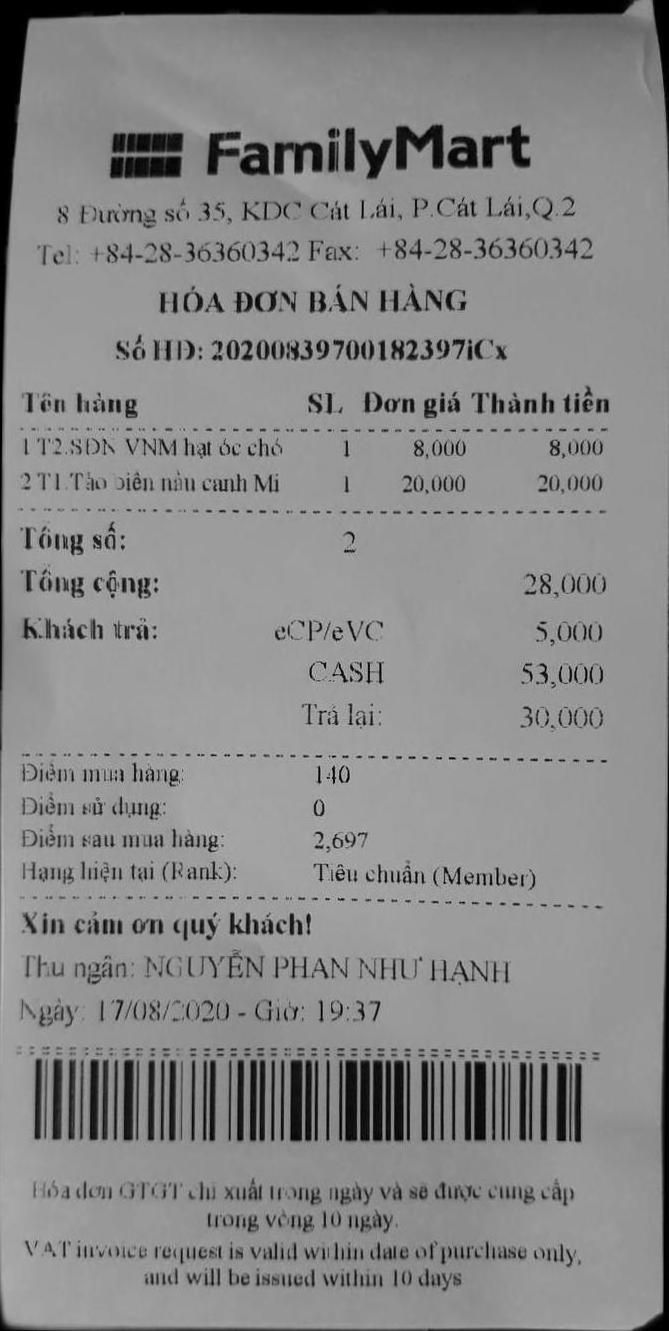 FamilyMart
8 Đường số 35, KDC Cát Lái, P.Cát Lái,Q.2
Tel: +84-28-36360342 Fax: +84-28-36360342
HÓA ĐƠN BÁN HÀNG
Số HD: 20200839700182397iCx
Tên hàng SL Đơn giá Thành tiền
1 T2.SDN VNM hạt óc chó 1 8,000 8,000
2 T1.Táo biên nâu canh Mi 1 20,000 20,000
Tổng số: 2
Tổng cộng: 28,000
Khách trả: eCP/eVC 5,000
CASH 53,000
Trả lại: 30,000
Điểm mua hàng: 140
Điểm sử dụng: 0
Điểm sau mua hàng: 2,697
Hạng hiện tại (Rank): Tiêu chuẩn (Member)
Xin cảm ơn quý khách!
Thu ngân: NGUYỄN PHAN NHƯ HẠNH
Ngày: 17/08/2020 - Giờ: 19:37
Hóa đơn GTGT chỉ xuất trong ngày và sẽ được cung cấp
trong vòng 10 ngày.
VAT invoice request is valid within date of purchase only,
and will be issued within 10 days